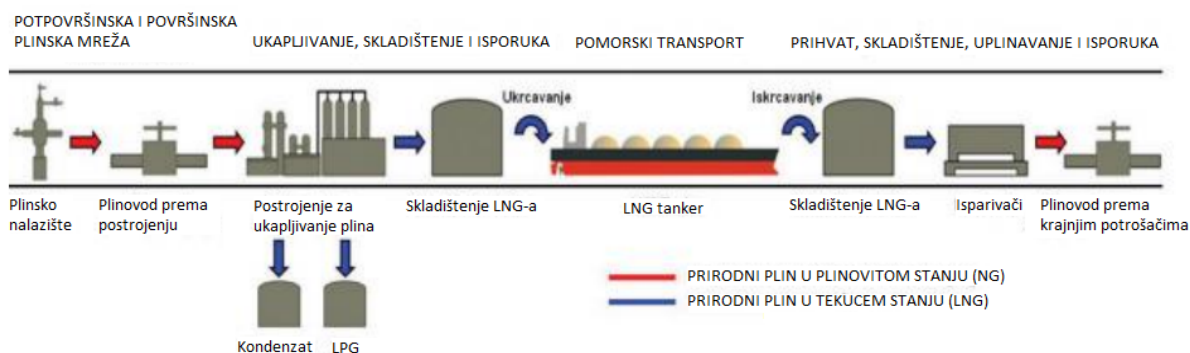 POTPOVRŠINSKA I POVRŠINSKA
PLINSKA MREŽA
UKAPLJIVANJE, SKLADIŠTENJE I ISPORUKA
POMORSKI TRANSPORT
PRIHVAT, SKLADIŠTENJE, UPLINAVANJE I ISPORUKA
Ukrcavanje
Iskrcavanje
Plinsko
nalazište
Plinovod prema
postrojenju
Postrojenje za
ukapljivanje plina
Skladištenje LNG-a
LNG tanker
Skladištenje LNG-a
Isparivači
Plinovod prema
krajnjim potrošačima
Kondenzat
LPG
PRIRODNI PLIN U PLINOVITOM STANJU (NG)
PRIRODNI PLIN U TEKUCEM STANJU (LNG)